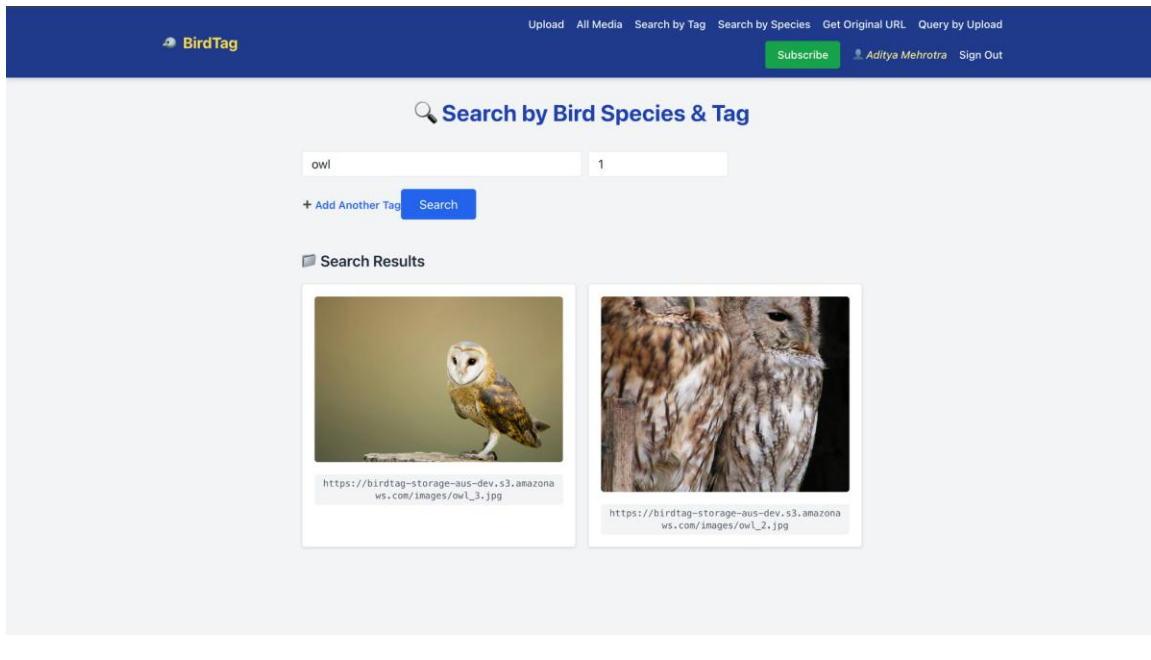 BirdTag
Upload All Media Search by Tag Search by Species Get Original URL Query by Upload
Subscribe Aditya Mehrotra Sign Out
Search by Bird Species & Tag
owl 1
+ Add Another Tag Search
Search Results
https://birdtag-storage-aus-dev.s3.amazona
ws.com/images/owl_3.jpg
https://birdtag-storage-aus-dev.s3.amazona
ws.com/images/owl_2.jpg